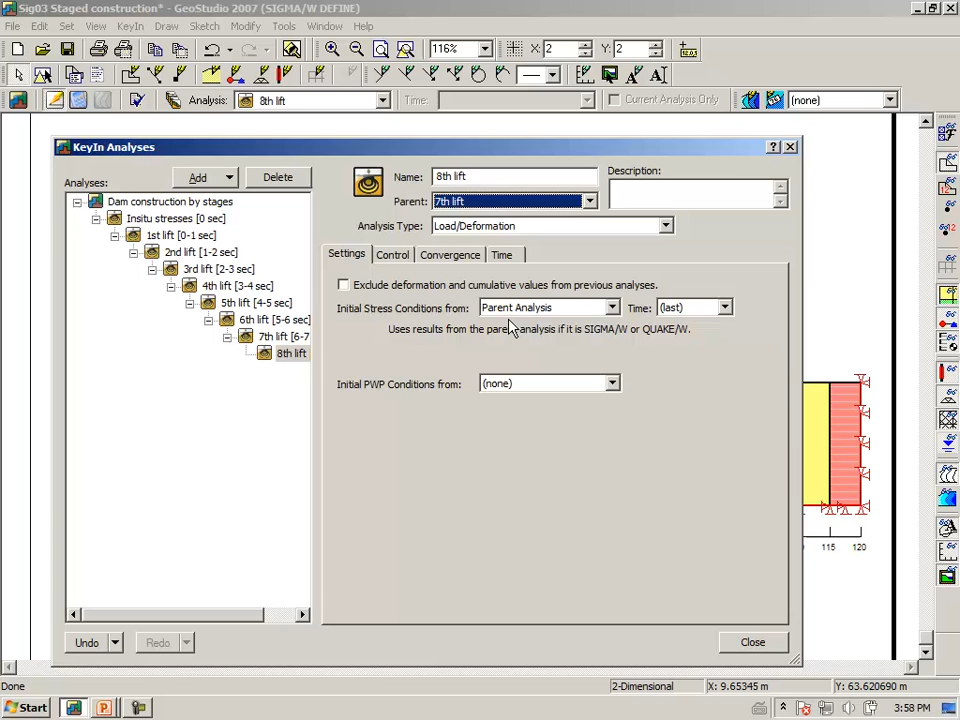 Sig03 Staged construction* - GeoStudio 2007 (SIGMA/W DEFINE)
File Edit Set View KeyIn Draw Sketch Modify Tools Window Help
116% X: 2 Y: 2
Analysis: 8th lift Time: Current Analysis Only (none)
KeyIn Analyses
Analyses: Add Delete
Name: 8th lift Description:
Parent: 7th lift
Analysis Type: Load/Deformation
Dam construction by stages
Insitu stresses [0 sec]
1st lift [0-1 sec]
2nd lift [1-2 sec]
3rd lift [2-3 sec]
4th lift [3-4 sec]
5th lift [4-5 sec]
6th lift [5-6 sec]
7th lift [6-7
8th lift
Settings Control Convergence Time
Exclude deformation and cumulative values from previous analyses.
Initial Stress Conditions from: Parent Analysis Time: (last)
Uses results from the parent analysis if it is SIGMA/W or QUAKE/W.
Initial PWP Conditions from: (none)
115 120
Undo Redo Close
Done 2-Dimensional X: 9.65345 m Y: 63.620690 m
Start 3:58 PM